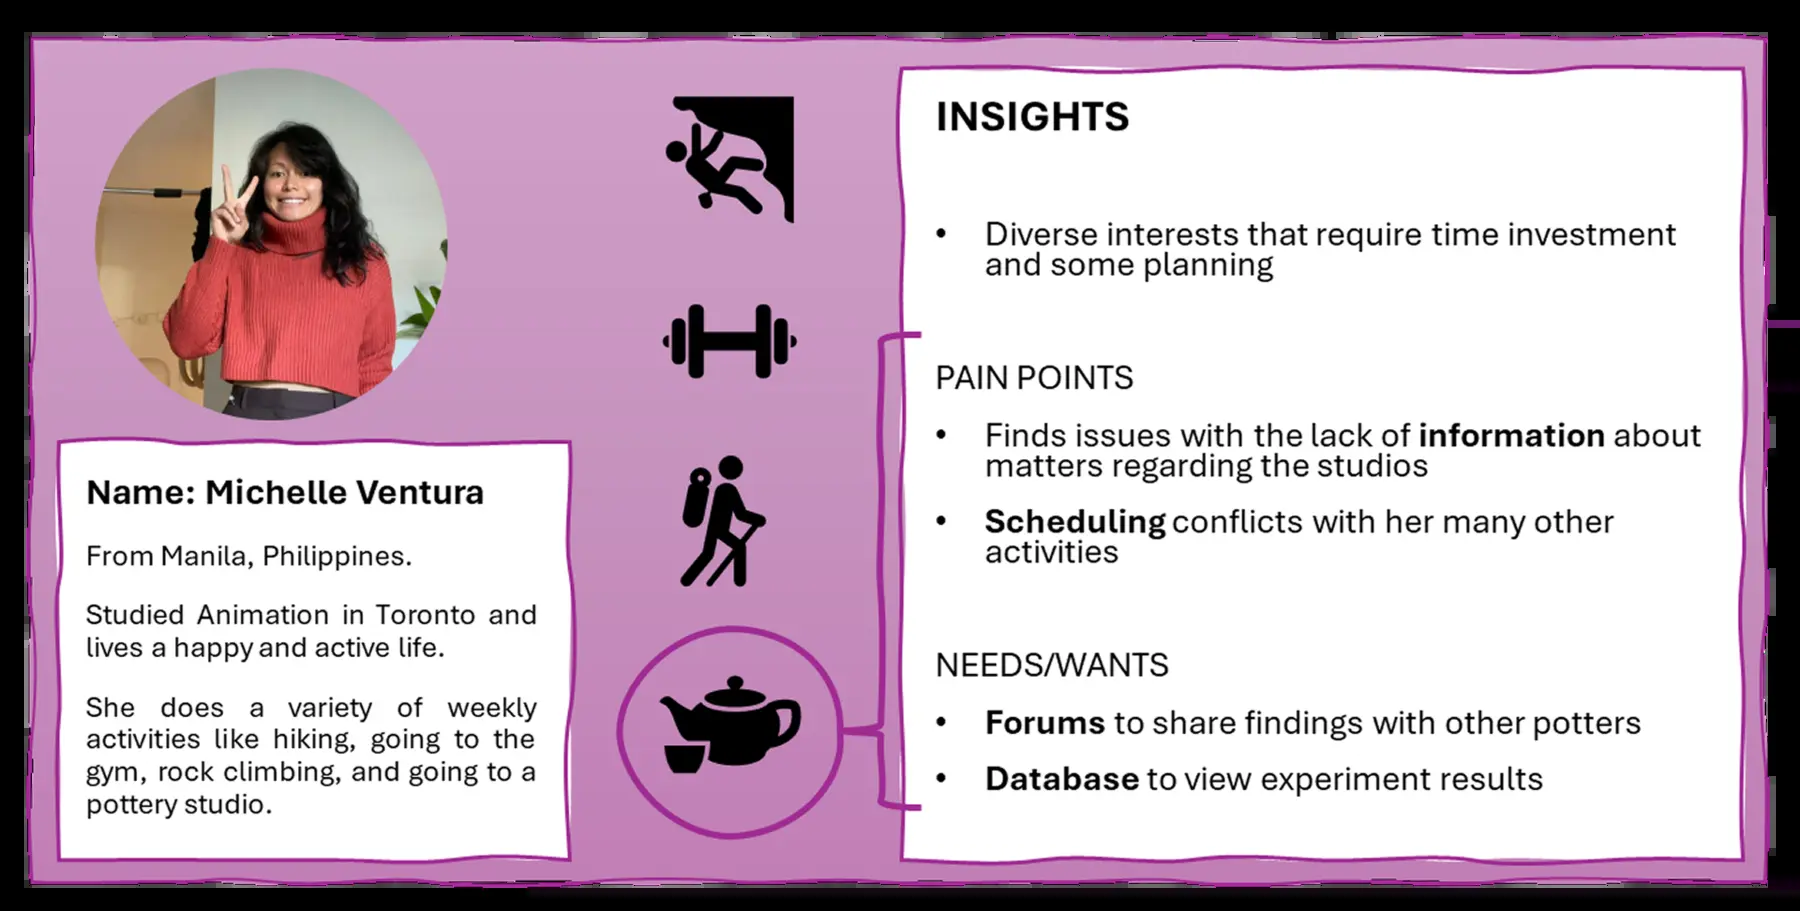 Name: Michelle Ventura
From Manila, Philippines.
Studied Animation in Toronto and
lives a happy and active life.
She does a variety of weekly
activities like hiking, going to the
gym, rock climbing, and going to a
pottery studio.
INSIGHTS
• Diverse interests that require time investment
and some planning
PAIN POINTS
• Finds issues with the lack of information about
matters regarding the studios
• Scheduling conflicts with her many other
activities
NEEDS/WANTS
• Forums to share findings with other potters
• Database to view experiment results